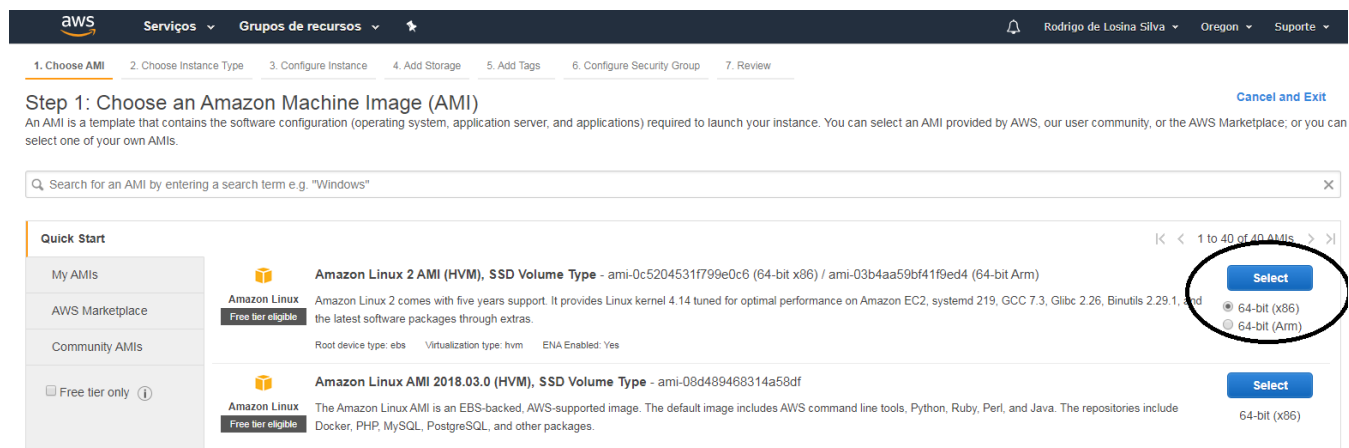 aws Serviços Grupos de recursos Rodrigo de Losina Silva Oregon Suporte
1. Choose AMI 2. Choose Instance Type 3. Configure Instance 4. Add Storage 5. Add Tags 6. Configure Security Group 7. Review
Step 1: Choose an Amazon Machine Image (AMI)
Cancel and Exit
An AMI is a template that contains the software configuration (operating system, application server, and applications) required to launch your instance. You can select an AMI provided by AWS, our user community, or the AWS Marketplace; or you can
select one of your own AMIs.
Search for an AMI by entering a search term e.g. "Windows"
Quick Start
My AMIs
AWS Marketplace
Community AMIs
Free tier only
1 to 40 of 40 AMIs
Amazon Linux
Free tier eligible
Amazon Linux 2 AMI (HVM), SSD Volume Type - ami-0c5204531f799e0c6 (64-bit x86) / ami-03b4aa59bf41f9ed4 (64-bit Arm)
Amazon Linux 2 comes with five years support. It provides Linux kernel 4.14 tuned for optimal performance on Amazon EC2, systemd 219, GCC 7.3, Glibc 2.26, Binutils 2.29.1, and
the latest software packages through extras.
Root device type: ebs Virtualization type: hvm ENA Enabled: Yes
Select
64-bit (x86)
64-bit (Arm)
Amazon Linux
Free tier eligible
Amazon Linux AMI 2018.03.0 (HVM), SSD Volume Type - ami-08d489468314a58df
The Amazon Linux AMI is an EBS-backed, AWS-supported image. The default image includes AWS command line tools, Python, Ruby, Perl, and Java. The repositories include
Docker, PHP, MySQL, PostgreSQL, and other packages.
Select
64-bit (x86)